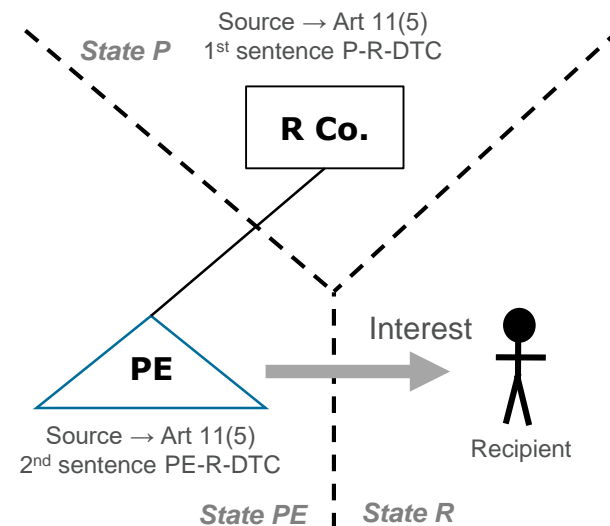 Source → Art 11(5)
State P
1st sentence P-R-DTC
R Co.
Interest
PE
Source → Art 11(5)
2nd sentence PE-R-DTC
Recipient
State PE
State R